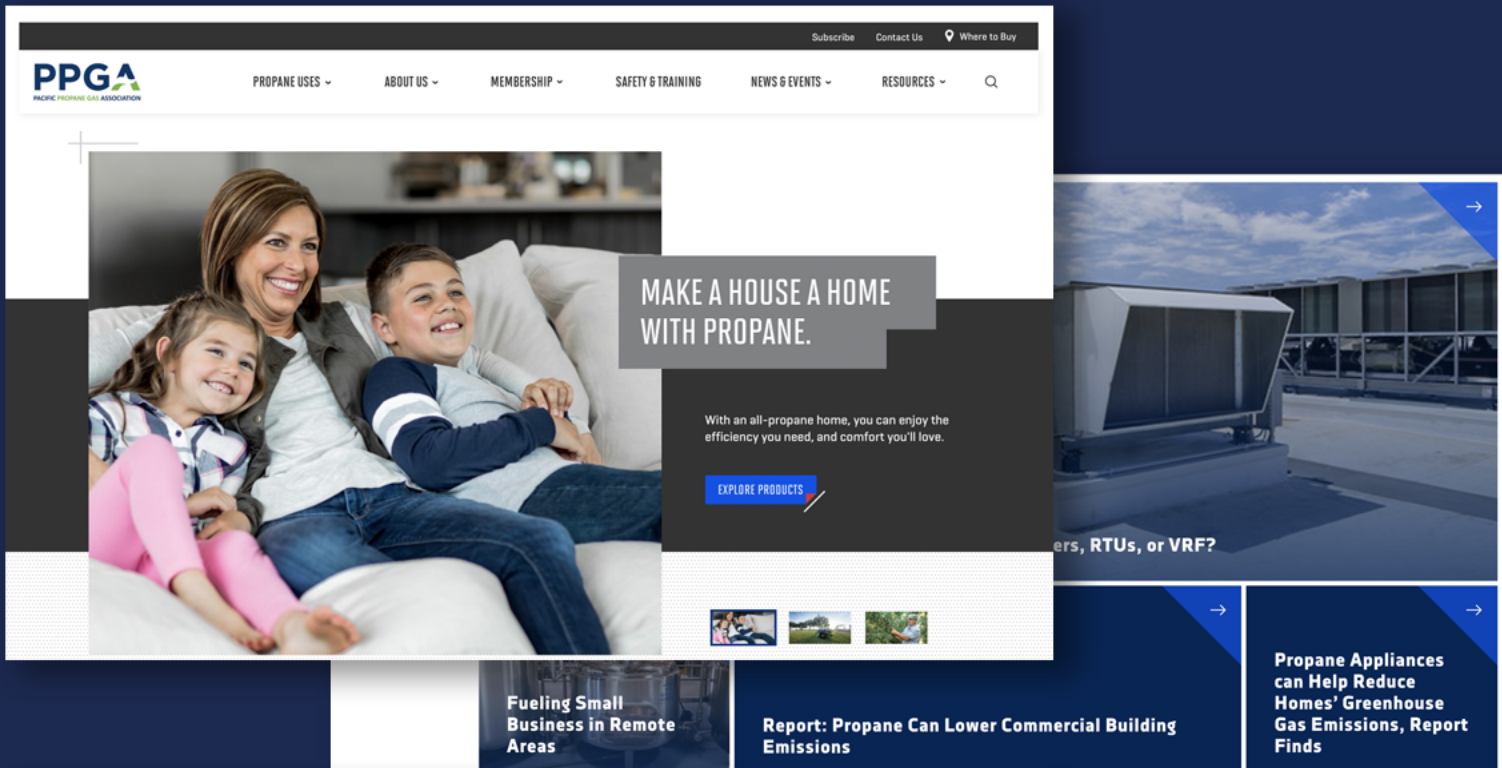 Subscribe Contact Us Where to Buy
PPGA
PACIFIC PROPANE GAS ASSOCIATION
PROPANE USES ABOUT US MEMBERSHIP SAFETY & TRAINING NEWS & EVENTS RESOURCES
MAKE A HOUSE A HOME
WITH PROPANE.
With an all-propane home, you can enjoy the
efficiency you need, and comfort you'll love.
EXPLORE PRODUCTS
ers, RTUs, or VRF?
Fueling Small
Business in Remote
Areas
Report: Propane Can Lower Commercial Building
Emissions
Propane Appliances
can Help Reduce
Homes' Greenhouse
Gas Emissions, Report
Finds